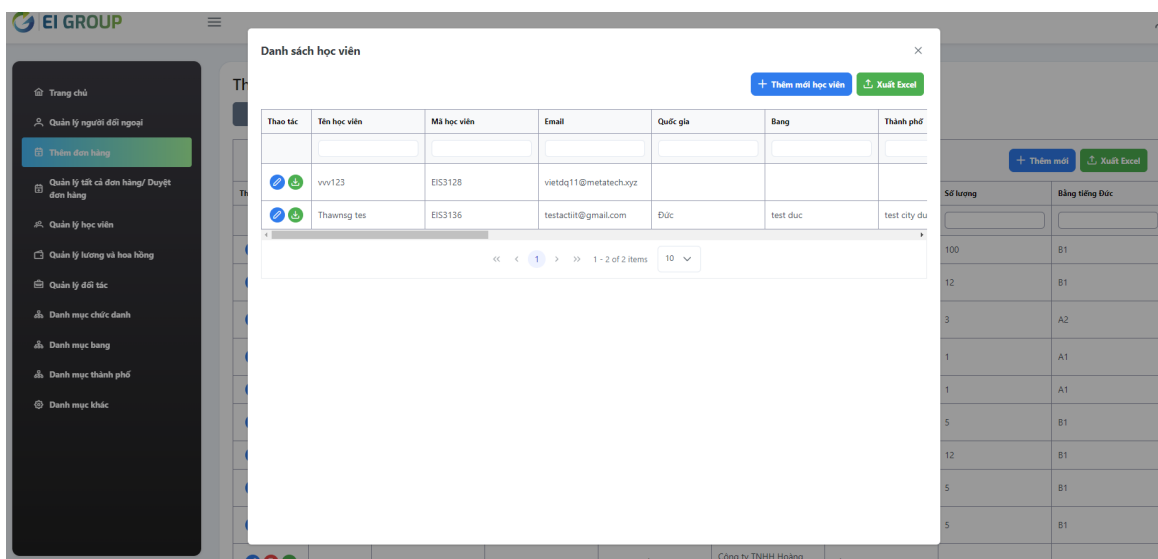 EI GROUP
Danh sách học viên
Th
Thêm mới học viên
Xuất Excel
Trang chủ
Quản lý người đối ngoại
Thêm đơn hàng
Quản lý tất cả đơn hàng/ Duyệt
đơn hàng
Quản lý học viên
Quản lý lương và hoa hồng
Quản lý đối tác
Danh mục chức danh
Danh mục bang
Danh mục thành phố
Danh mục khác
Thao tác Tên học viên Mã học viên Email Quốc gia Bang Thành phố
vvv123 EIS3128 vietdq11@metatech.xyz
Thawnsg tes EIS3136 testactiit@gmail.com Đức test duc test city du
1 1 - 2 of 2 items 10
Thêm mới Xuất Excel
Th Số lượng Bằng tiếng Đức
100 B1
12 B1
3 A2
1 A1
1 A1
5 B1
12 B1
5 B1
5 B1
Công ty TNHH Hoàng